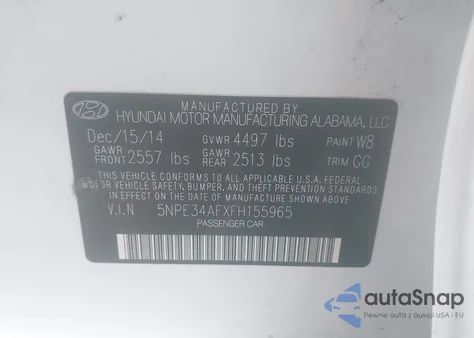 MANUFACTURED BY
HYUNDAI MOTOR MANUFACTURING ALABAMA, LLC
Dec/15/14 GVWR 4497 lbs PAINT W8
GAWR FRONT 2557 lbs GAWR REAR 2513 lbs TRIM GG
THIS VEHICLE CONFORMS TO ALL APPLICABLE U.S. FEDERAL
MOTOR VEHICLE SAFETY, BUMPER, AND THEFT PREVENTION
STANDARDS IN EFFECT ON THE DATE OF MANUFACTURE SHOWN ABOVE.
V.I.N 5NPE34AFXFH155965
PASSENGER CAR
autoSnap
Pewne auta z aukcji USA i EU